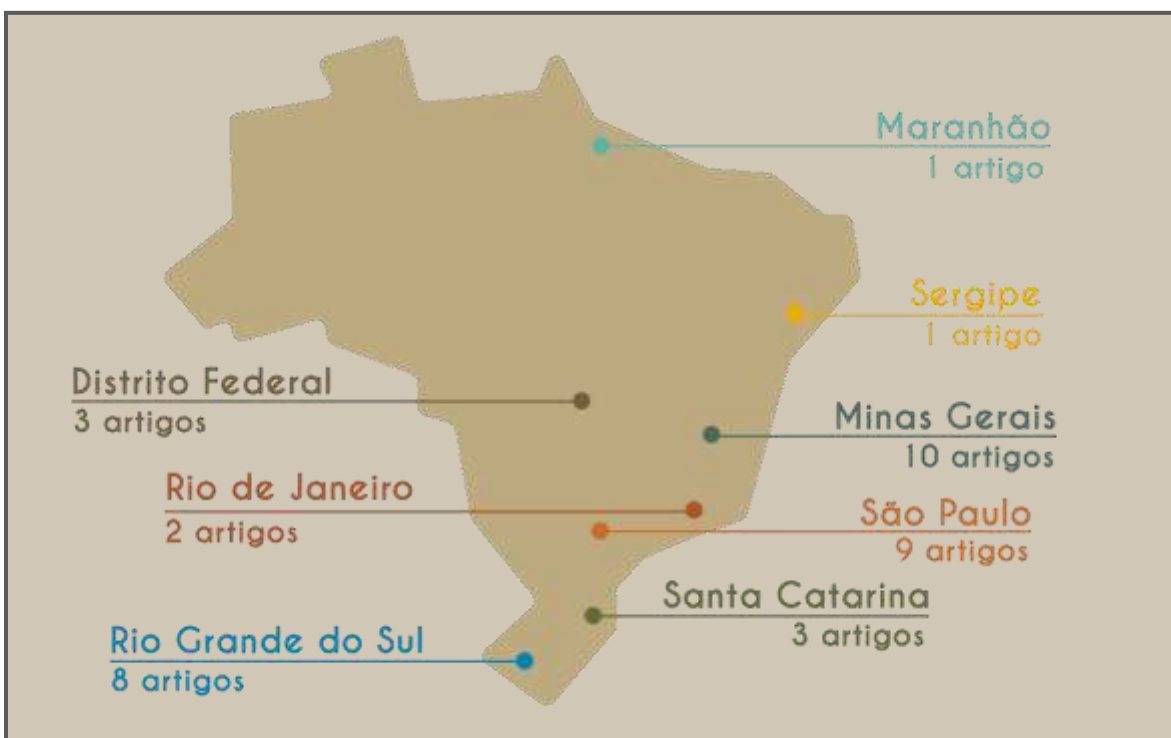 Maranhão
1 artigo
Sergipe
1 artigo
Distrito Federal
3 artigos
Minas Gerais
10 artigos
Rio de Janeiro
2 artigos
São Paulo
9 artigos
Santa Catarina
3 artigos
Rio Grande do Sul
8 artigos